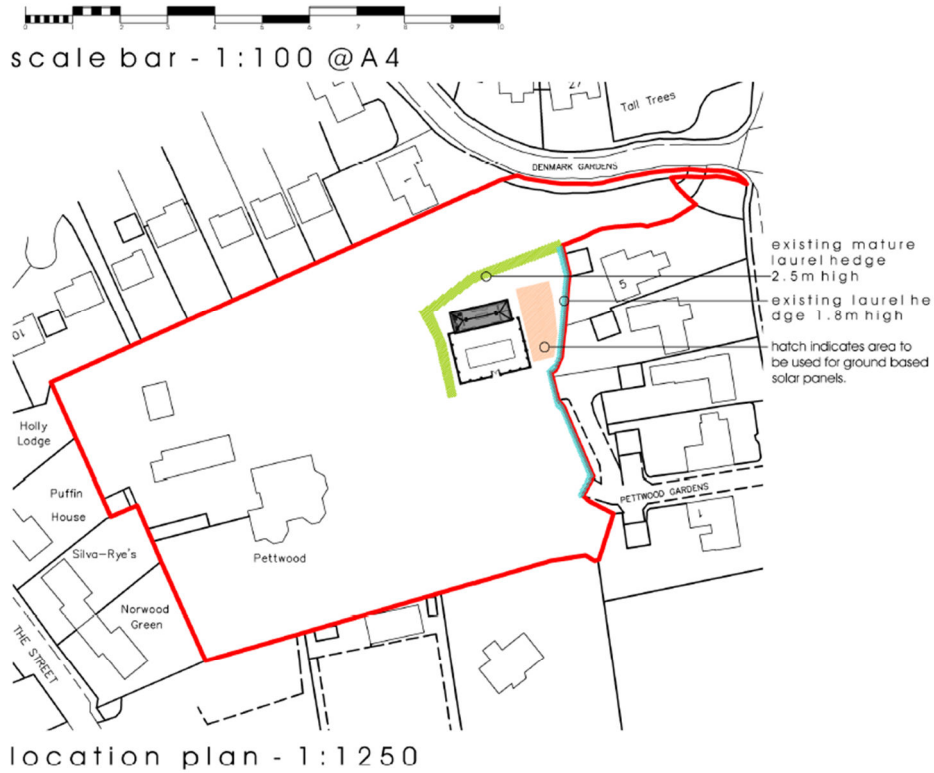 0 1 2 3 4 5 6 7 8 9 10
scale bar - 1:100 @A4
27
Tall Trees
DENMARK GARDENS
existing mature
laurel hedge
2.5m high
5
existing laurel he
dge 1.8m high
hatch indicates area to
be used for ground based
solar panels.
10
Holly
Lodge
Puffin
House
Silva-Rye's
Pettwood
PETTWOOD GARDENS
1
Norwood
Green
THE STREET
location plan - 1:1250